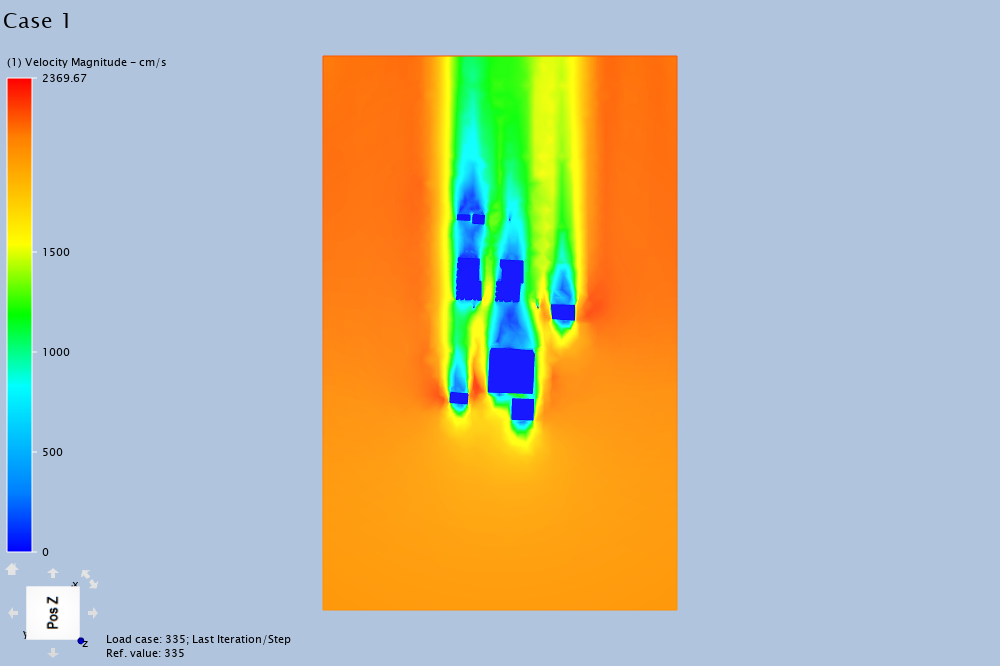 Case 1
(1) Velocity Magnitude - cm/s
2369.67
1500
1000
500
0
X
Pos Z
Y
Z
Load case: 335; Last Iteration/Step
Ref. value: 335